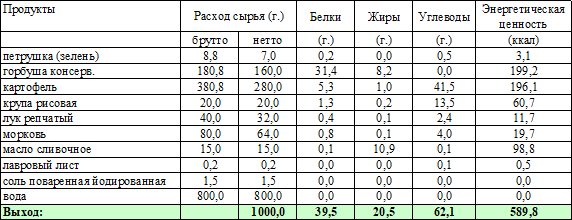 Продукты Расход сырья (г.) Белки Жиры Углеводы Энергетическая ценность
брутто нетто (г.) (г.) (г.) (ккал)
петрушка (зелень) 8,8 7,0 0,2 0,0 0,5 3,1
горбуша консерв. 180,8 160,0 31,4 8,2 0,0 199,2
картофель 380,8 280,0 5,3 1,0 41,5 196,1
крупа рисовая 20,0 20,0 1,3 0,2 13,5 60,7
лук репчатый 40,0 32,0 0,4 0,1 2,4 11,7
морковь 80,0 64,0 0,8 0,1 4,0 19,7
масло сливочное 15,0 15,0 0,1 10,9 0,1 98,8
лавровый лист 0,2 0,2 0,0 0,0 0,1 0,5
соль поваренная йодированная 1,5 1,5 0,0 0,0 0,0 0,0
вода 800,0 800,0 0,0 0,0 0,0 0,0
Выход: 1000,0 39,5 20,5 62,1 589,8